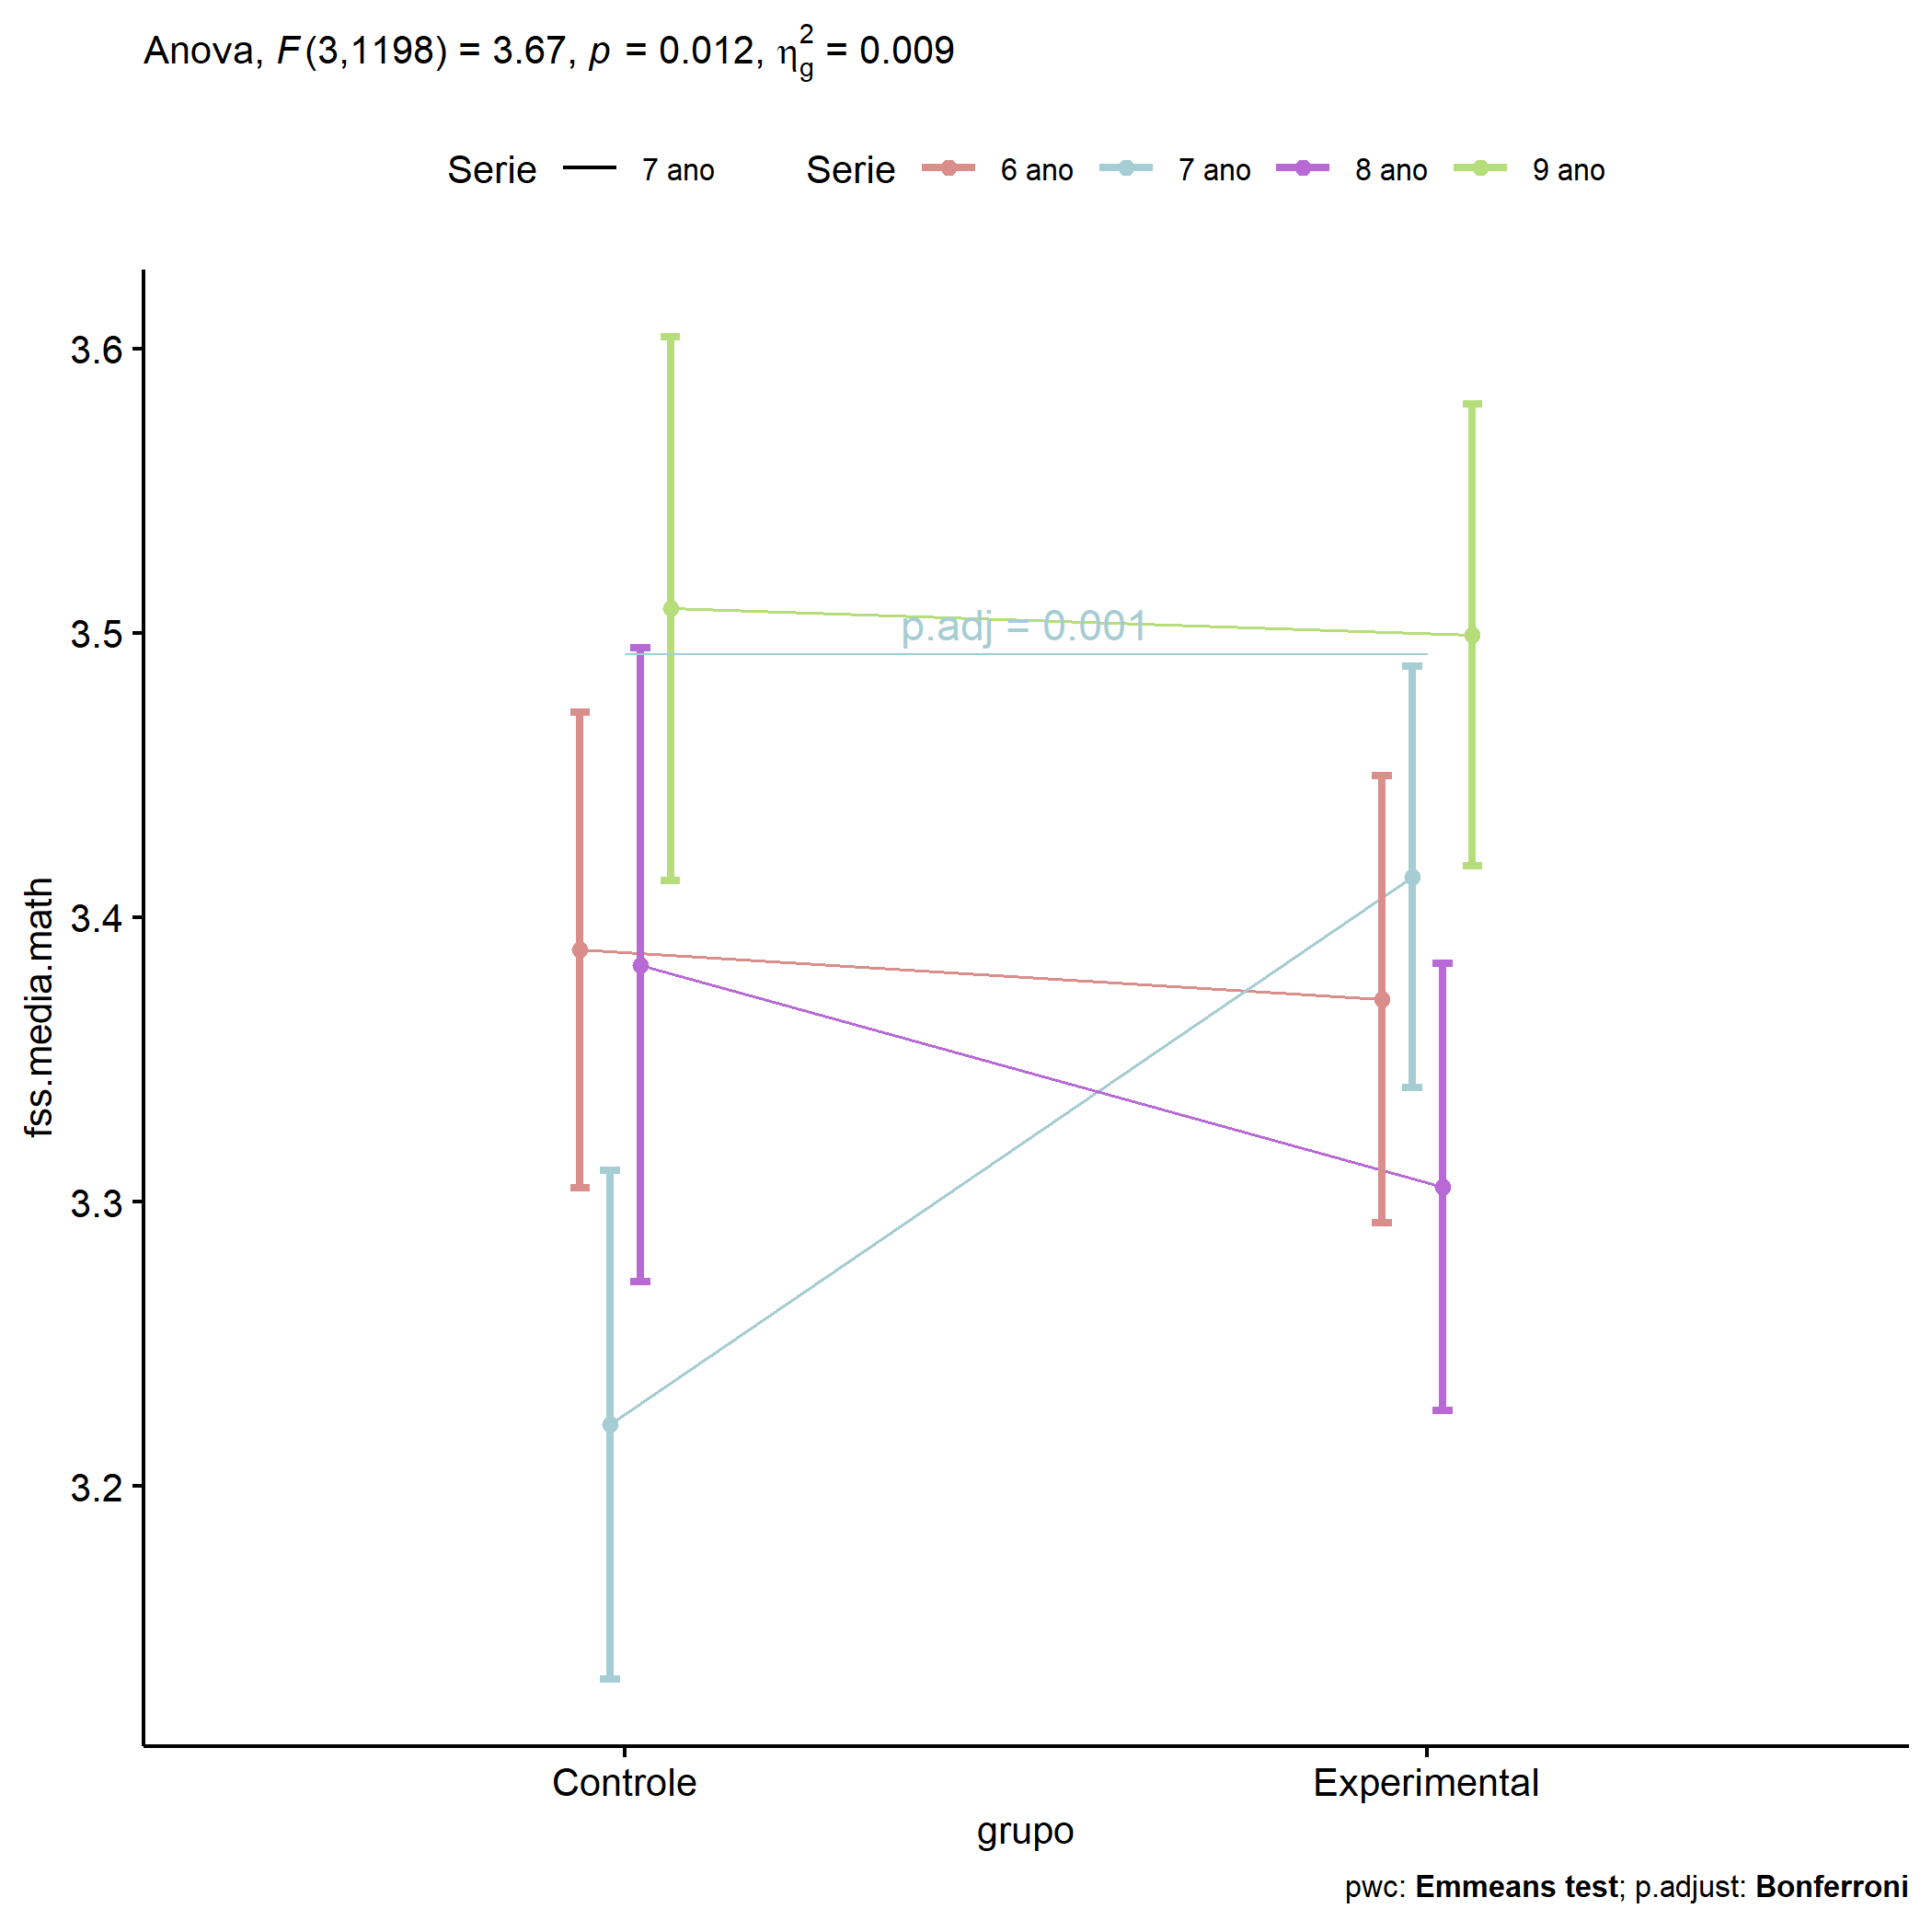 Anova, F(3,1198) = 3.67, p = 0.012, η²g = 0.009
Serie 7 ano Serie 6 ano 7 ano 8 ano 9 ano
3.6
3.5
3.4
3.3
3.2
fss.media.math
p.adj = 0.001
Controle Experimental
grupo
pwc: Emmeans test; p.adjust: Bonferroni